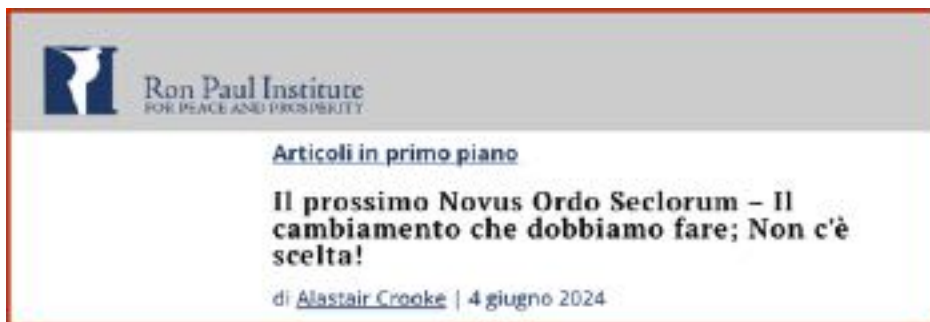 Ron Paul Institute
FOR PEACE AND PROSPERITY
Articoli in primo piano
Il prossimo Novus Ordo Seclorum – Il
cambiamento che dobbiamo fare; Non c'è
scelta!
di Alastair Crooke | 4 giugno 2024